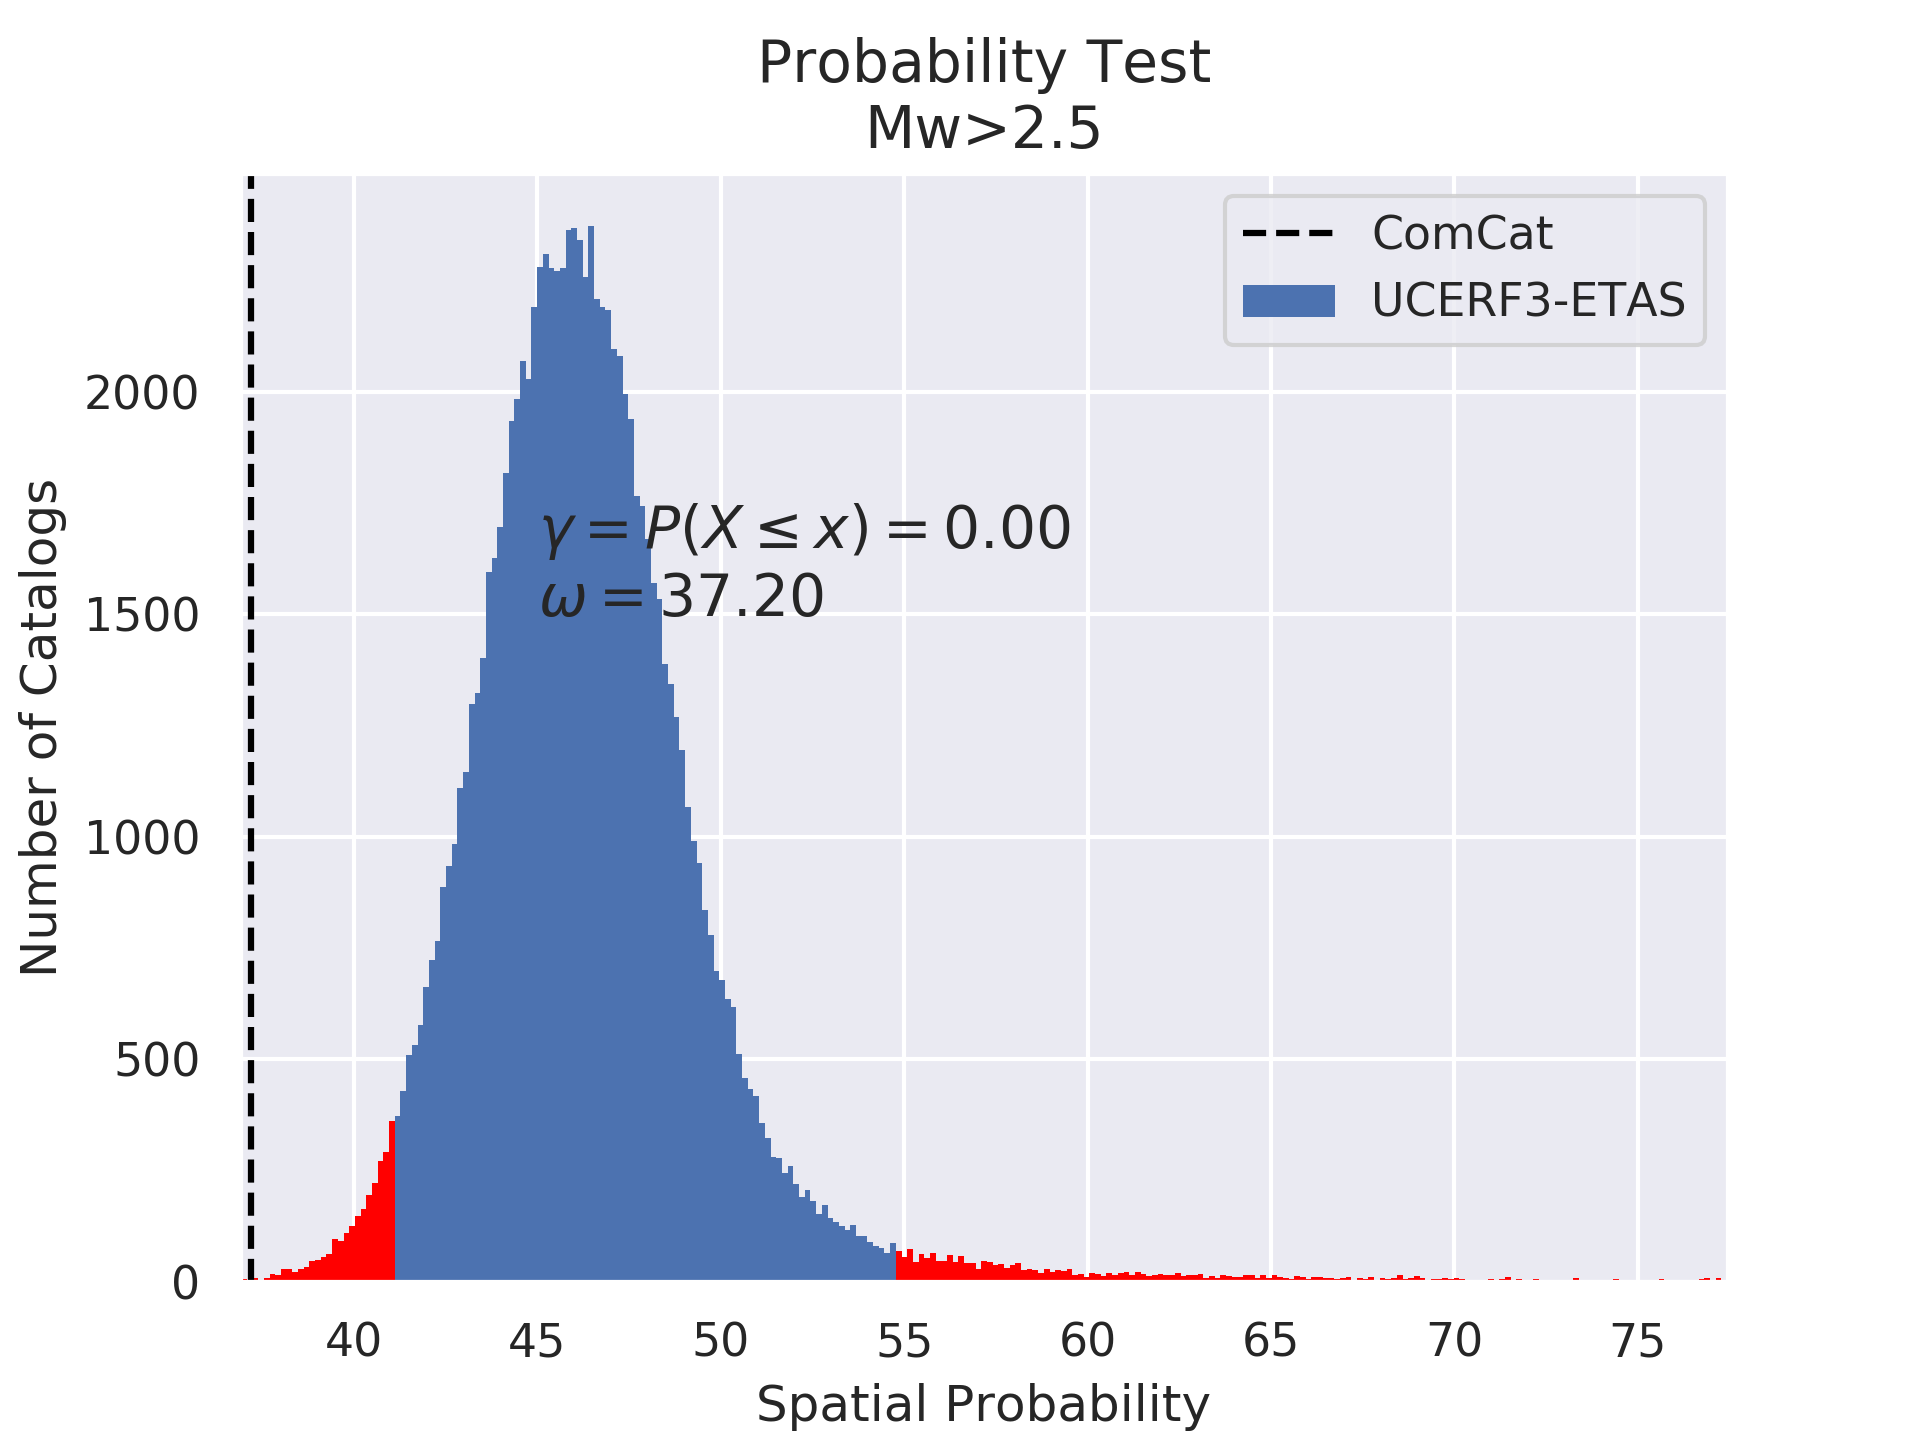 Probability Test
Mw>2.5
ComCat
UCERF3-ETAS
γ = P(X ≤ x) = 0.00
ω = 37.20
Number of Catalogs
2000
1500
1000
500
0
40 45 50 55 60 65 70 75
Spatial Probability